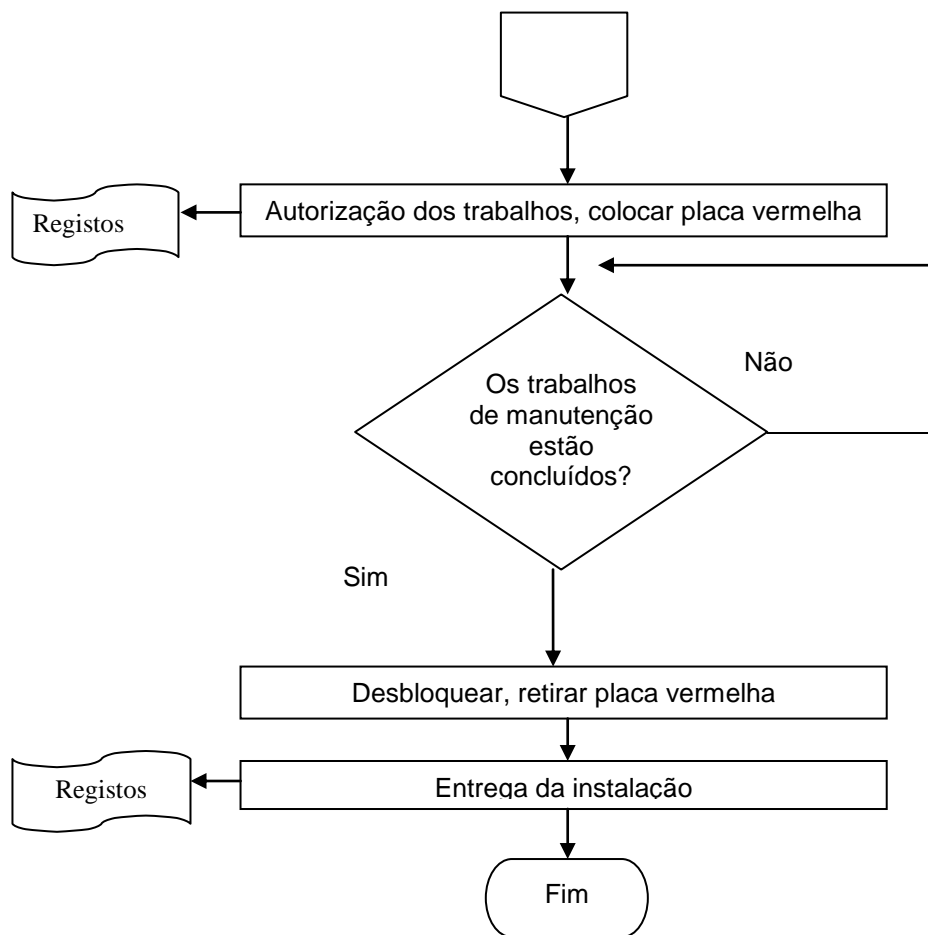 Registos
Autorização dos trabalhos, colocar placa vermelha
Não
Os trabalhos
de manutenção
estão
concluídos?
Sim
Desbloquear, retirar placa vermelha
Registos
Entrega da instalação
Fim